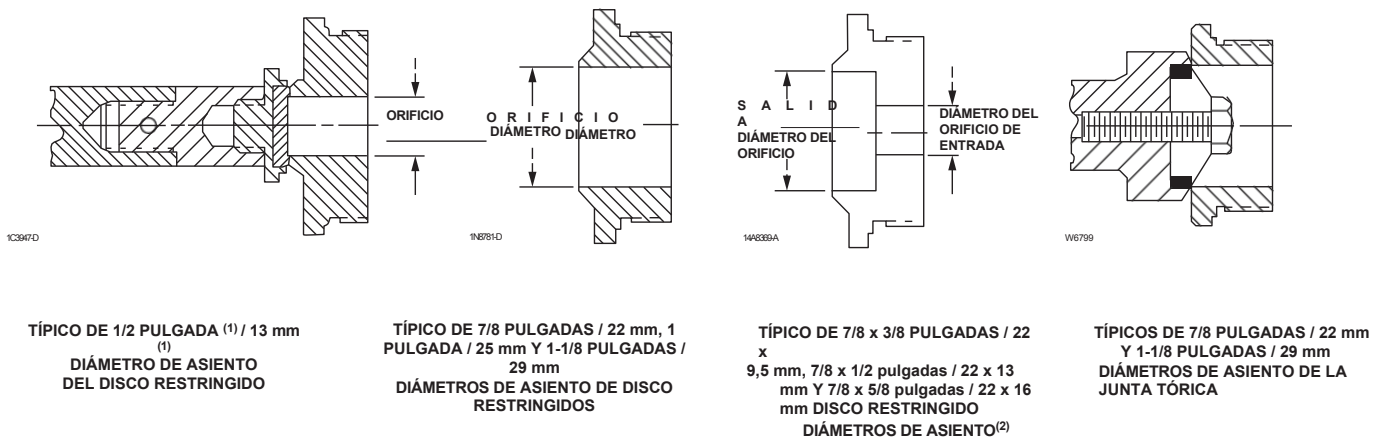 ORIFICIO
1C3947-D
O R I F I C I O
DIÁMETRO DIÁMETRO
1N8781-D
S A L I D
A
DIÁMETRO DEL
ORIFICIO
DIÁMETRO DEL
ORIFICIO DE
ENTRADA
14A8369-A
W6799
TÍPICO DE 1/2 PULGADA (1) / 13 mm
(1)
DIÁMETRO DE ASIENTO
DEL DISCO RESTRINGIDO
TÍPICO DE 7/8 PULGADAS / 22 mm, 1
PULGADA / 25 mm Y 1-1/8 PULGADAS /
29 mm
DIÁMETROS DE ASIENTO DE DISCO
RESTRINGIDOS
TÍPICO DE 7/8 x 3/8 PULGADAS / 22
x
9,5 mm, 7/8 x 1/2 pulgadas / 22 x 13
mm Y 7/8 x 5/8 pulgadas / 22 x 16
mm DISCO RESTRINGIDO
DIÁMETROS DE ASIENTO(2)
TÍPICOS DE 7/8 PULGADAS / 22 mm
Y 1-1/8 PULGADAS / 29 mm
DIÁMETROS DE ASIENTO DE LA
JUNTA TÓRICA